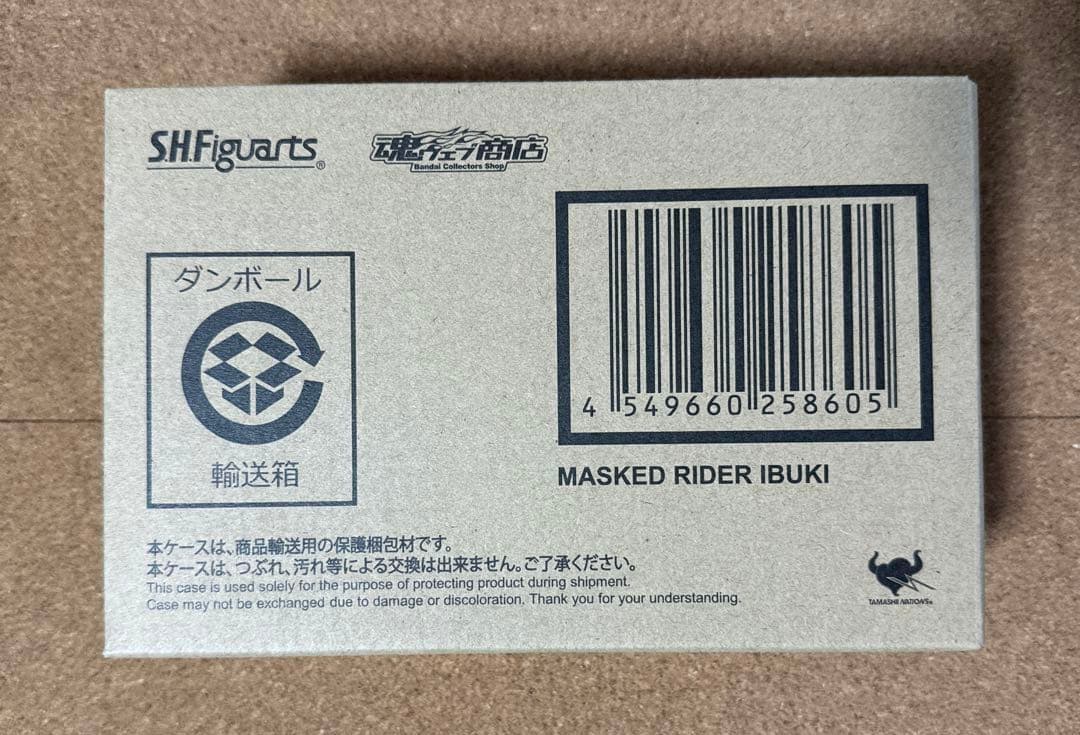 S.H.Figuarts®
魂ウェブ商店
Bandai Collectors Shop
ダンボール
輸送箱
4 549660 258605
MASKED RIDER IBUKI
本ケースは、商品輸送用の保護梱包材です。
本ケースは、つぶれ、汚れ等による交換は出来ません。ご了承ください。
This case is used solely for the purpose of protecting product during shipment.
Case may not be exchanged due to damage or discoloration. Thank you for your understanding.
TAMASHII NATIONS®